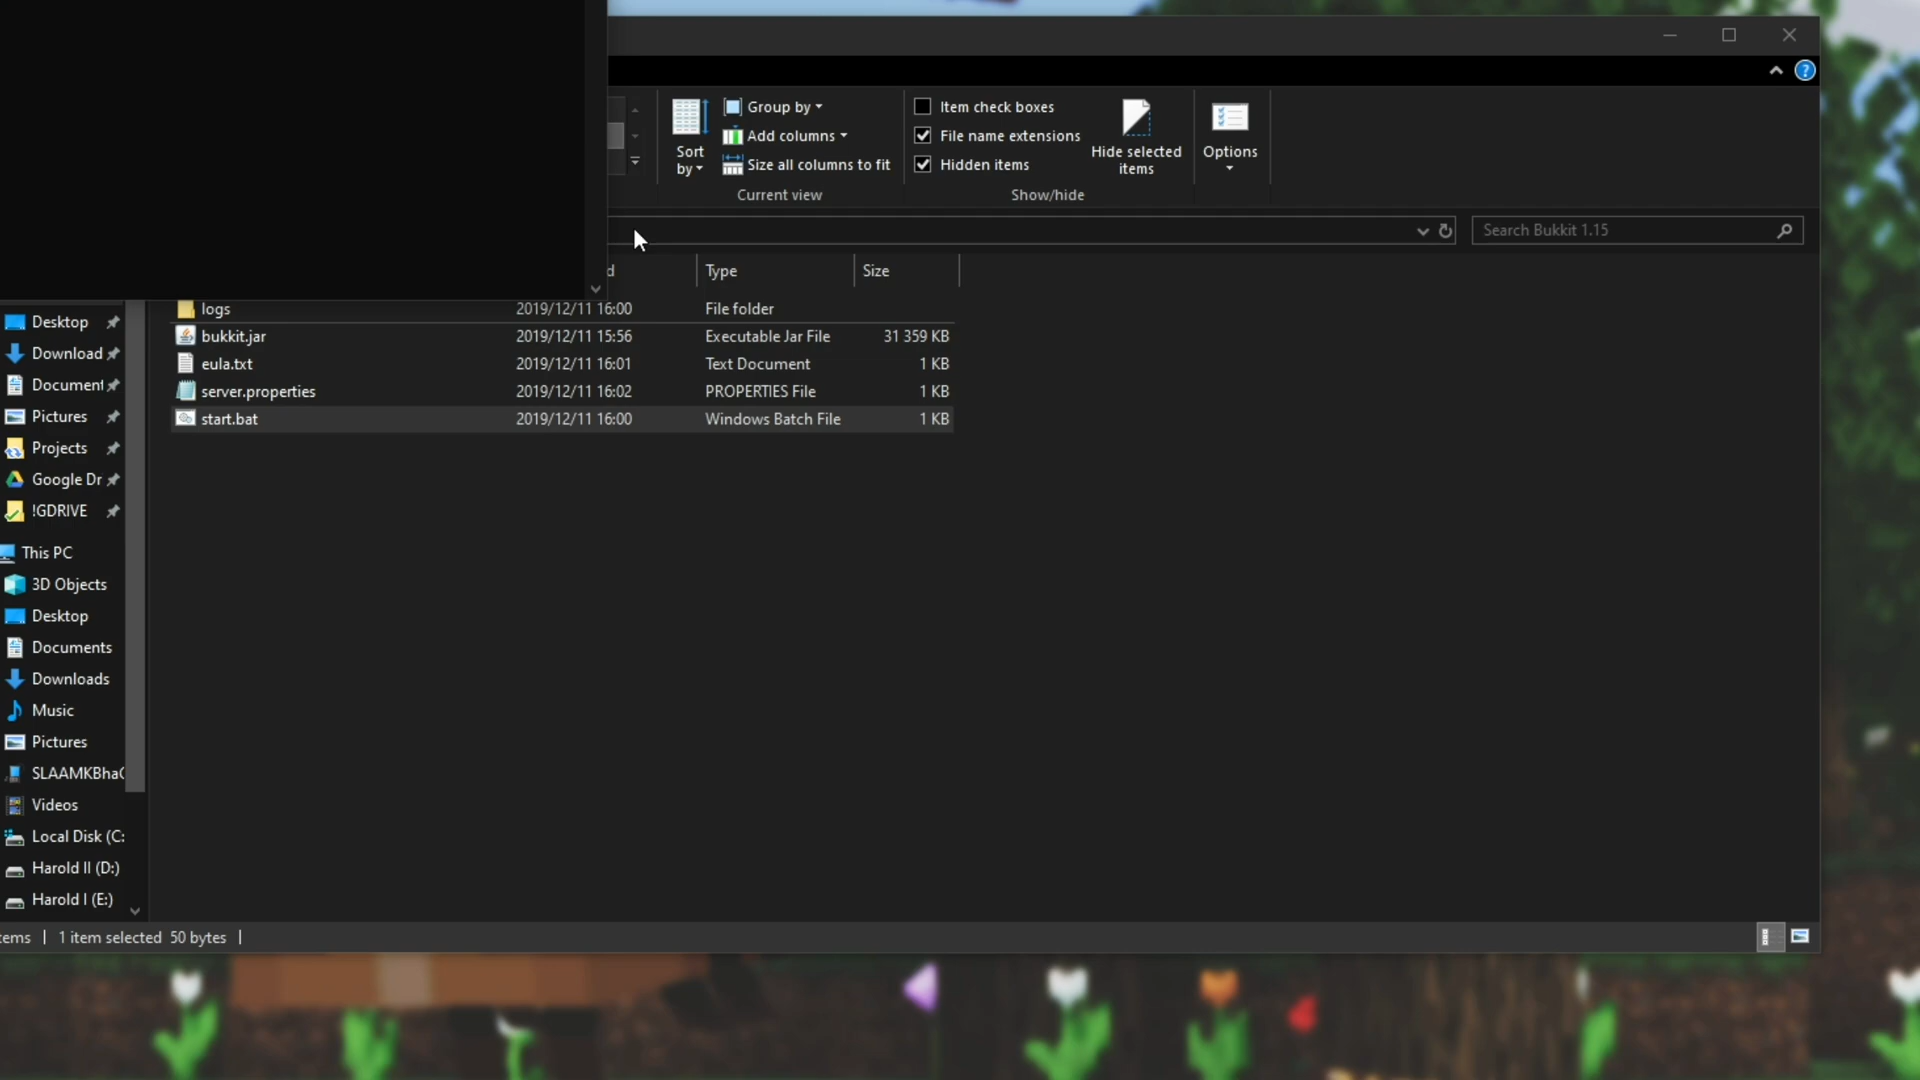 Group by
Item check boxes
Add columns
File name extensions
Sort by
Size all columns to fit
Hidden items
Hide selected items
Options
Current view
Show/hide
Search Bukkit 1.15
d
Type
Size
logs
2019/12/11 16:00
File folder
bukkit.jar
2019/12/11 15:56
Executable Jar File
31 359 KB
eula.txt
2019/12/11 16:01
Text Document
1 KB
server.properties
2019/12/11 16:02
PROPERTIES File
1 KB
start.bat
2019/12/11 16:00
Windows Batch File
1 KB
Desktop
Download
Document
Pictures
Projects
Google Dr
!GDRIVE
This PC
3D Objects
Desktop
Documents
Downloads
Music
Pictures
SLAAMKBha
Videos
Local Disk (C:
Harold II (D:)
Harold I (E:)
tems
1 item selected 50 bytes